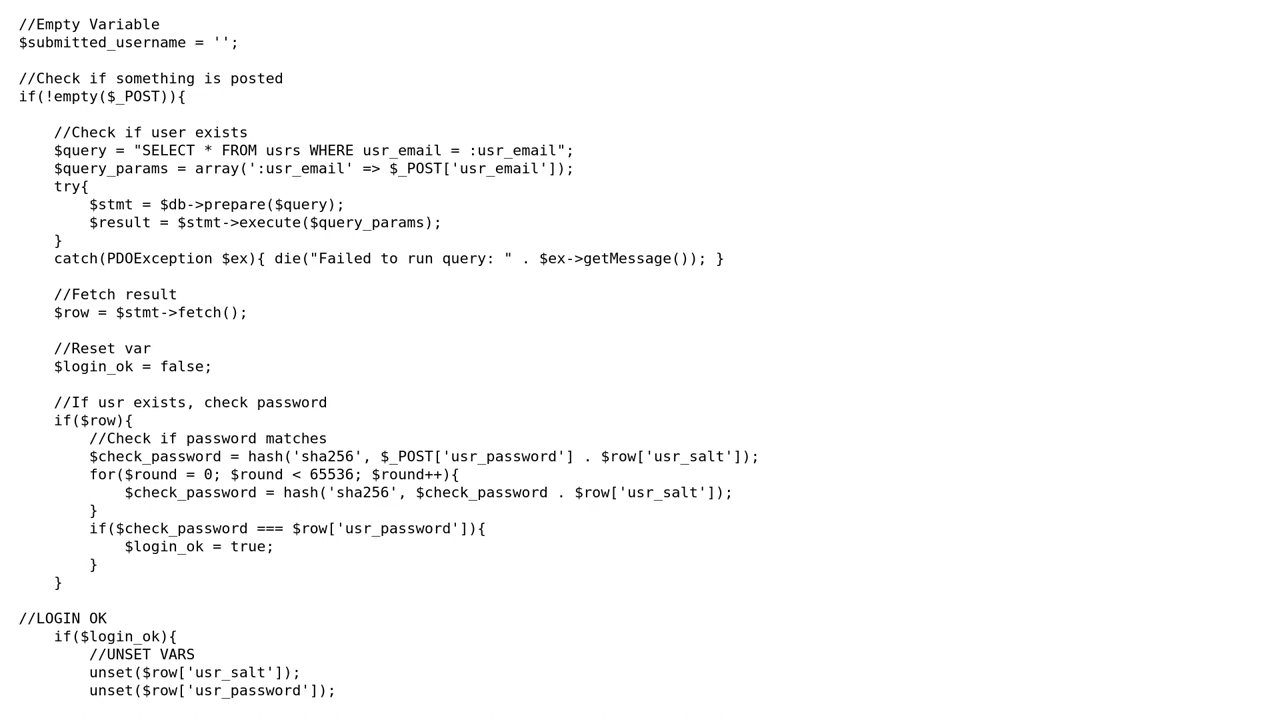 //Empty Variable
$submitted_username = '';

//Check if something is posted
if(!empty($_POST)){

    //Check if user exists
    $query = "SELECT * FROM usrs WHERE usr_email = :usr_email";
    $query_params = array(':usr_email' => $_POST['usr_email']);
    try{
        $stmt = $db->prepare($query);
        $result = $stmt->execute($query_params);
    }
    catch(PDOException $ex){ die("Failed to run query: " . $ex->getMessage()); }

    //Fetch result
    $row = $stmt->fetch();

    //Reset var
    $login_ok = false;

    //If usr exists, check password
    if($row){
        //Check if password matches
        $check_password = hash('sha256', $_POST['usr_password'] . $row['usr_salt']);
        for($round = 0; $round < 65536; $round++){
            $check_password = hash('sha256', $check_password . $row['usr_salt']);
        }
        if($check_password === $row['usr_password']){
            $login_ok = true;
        }
    }

//LOGIN OK
    if($login_ok){
        //UNSET VARS
        unset($row['usr_salt']);
        unset($row['usr_password']);